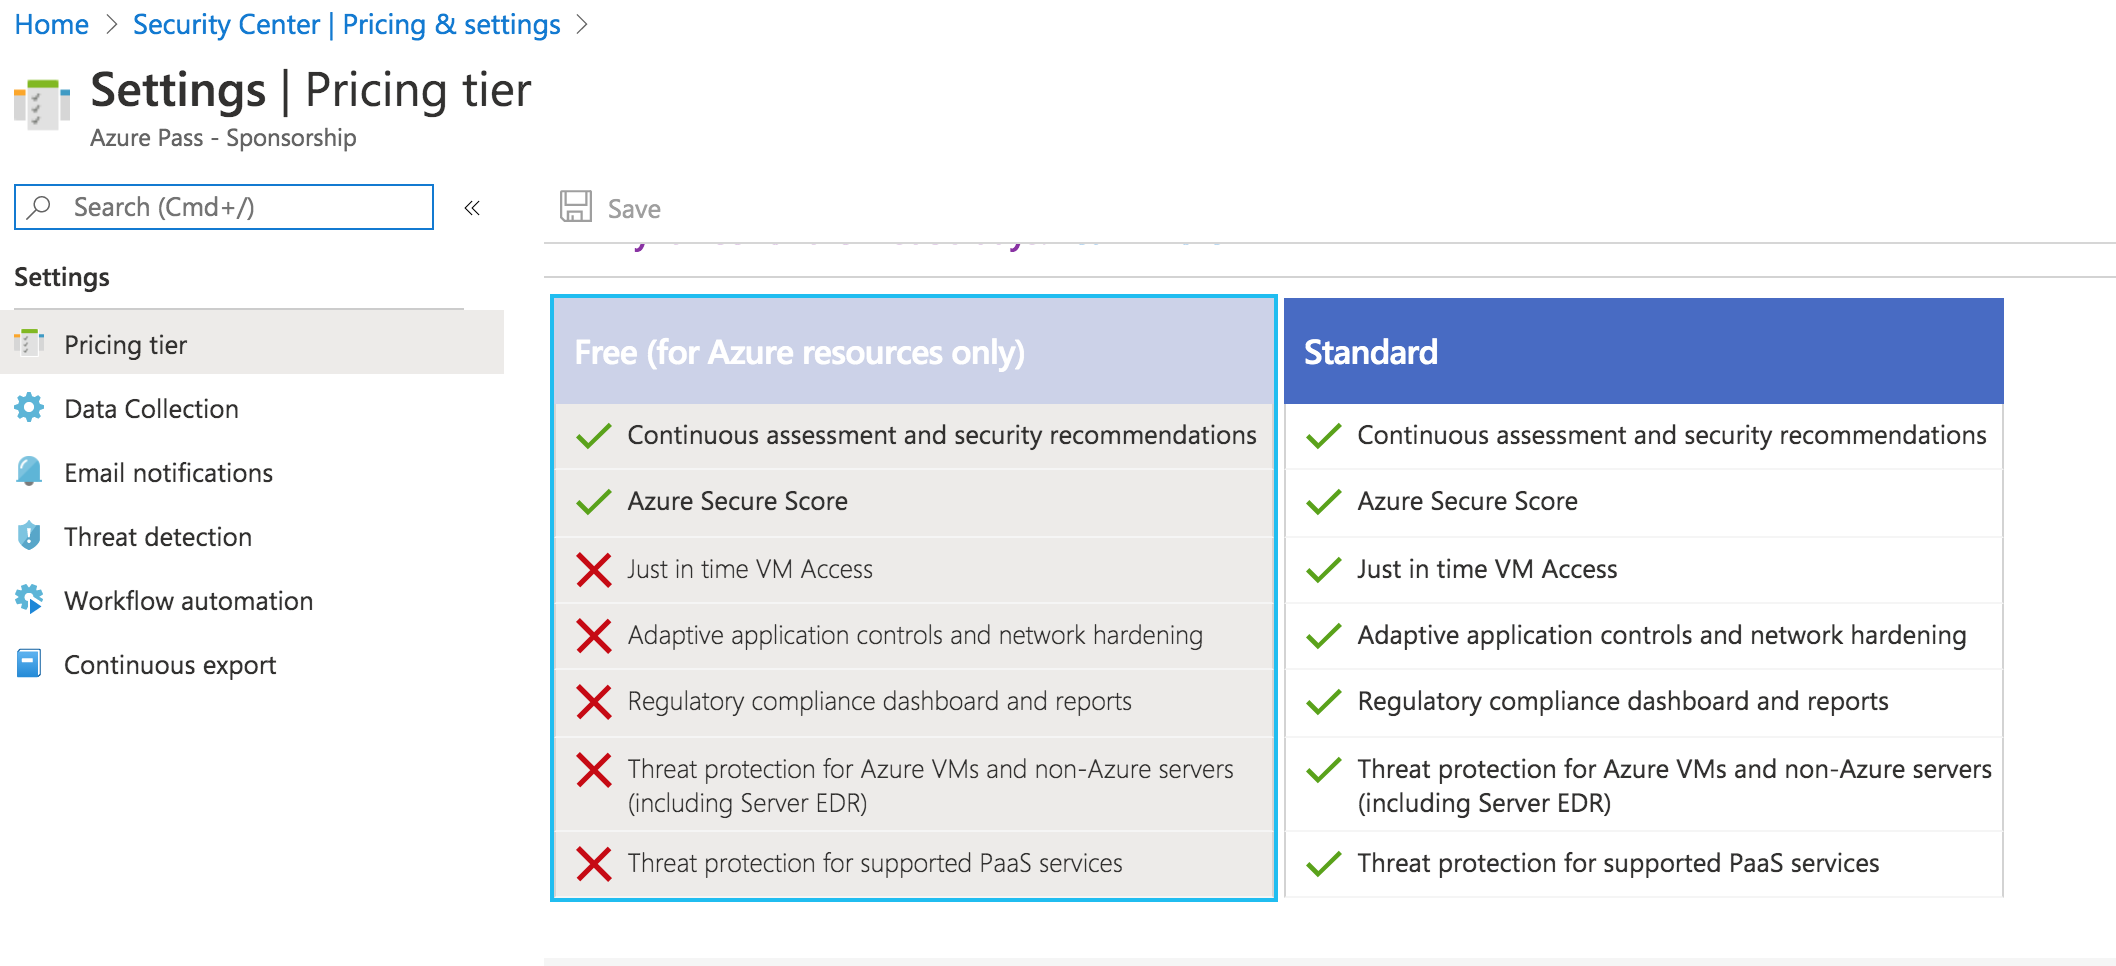 Home > Security Center | Pricing & settings >
Settings | Pricing tier
Azure Pass - Sponsorship
Search (Cmd+/)
«
Save
Settings
Pricing tier
Data Collection
Email notifications
Threat detection
Workflow automation
Continuous export
Free (for Azure resources only)
Continuous assessment and security recommendations
Azure Secure Score
Just in time VM Access
Adaptive application controls and network hardening
Regulatory compliance dashboard and reports
Threat protection for Azure VMs and non-Azure servers
(including Server EDR)
Threat protection for supported PaaS services
Standard
Continuous assessment and security recommendations
Azure Secure Score
Just in time VM Access
Adaptive application controls and network hardening
Regulatory compliance dashboard and reports
Threat protection for Azure VMs and non-Azure servers
(including Server EDR)
Threat protection for supported PaaS services